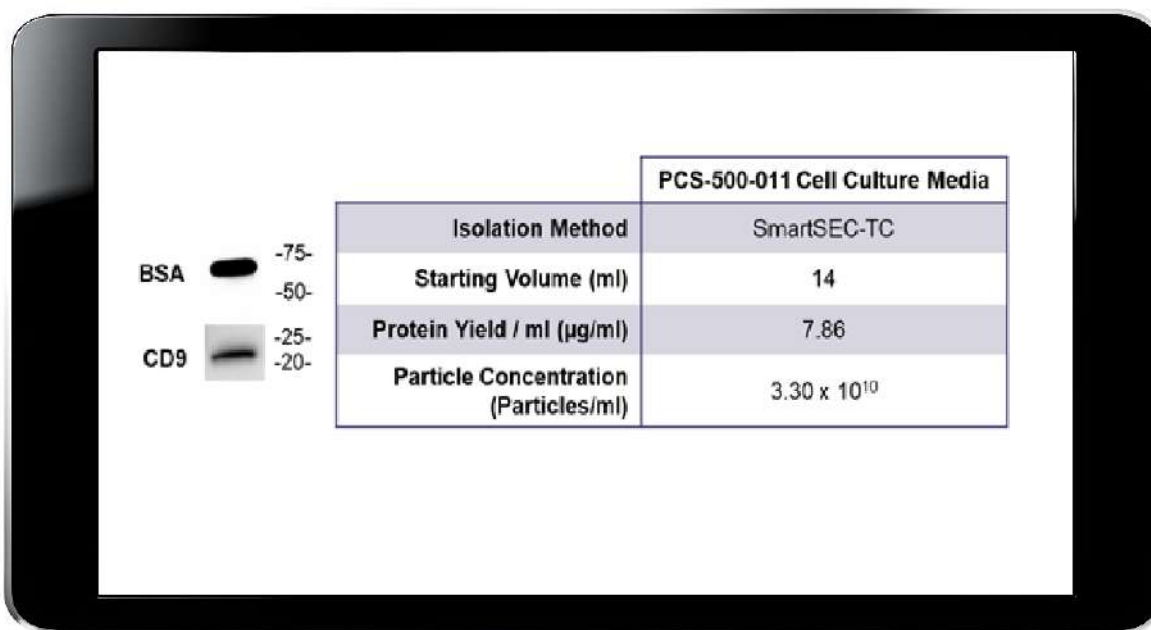 BSA
-75-
-50-
CD9
-25-
-20-
PCS-500-011 Cell Culture Media
Isolation Method SmartSEC-TC
Starting Volume (ml) 14
Protein Yield / ml (µg/ml) 7.86
Particle Concentration
(Particles/ml) 3.30 x 10¹⁰